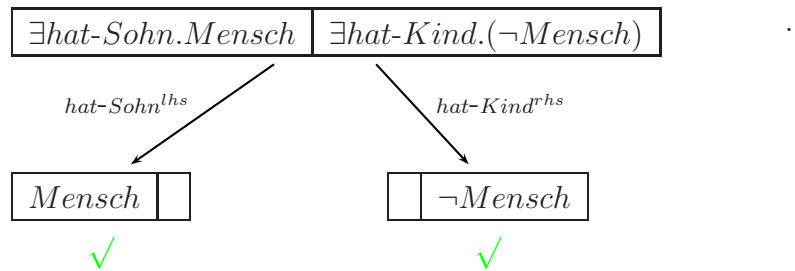 ∃hat-Sohn.Mensch ∃hat-Kind.(¬Mensch) .
hat-Sohn^{lhs} hat-Kind^{rhs}
Mensch ¬Mensch
√ √